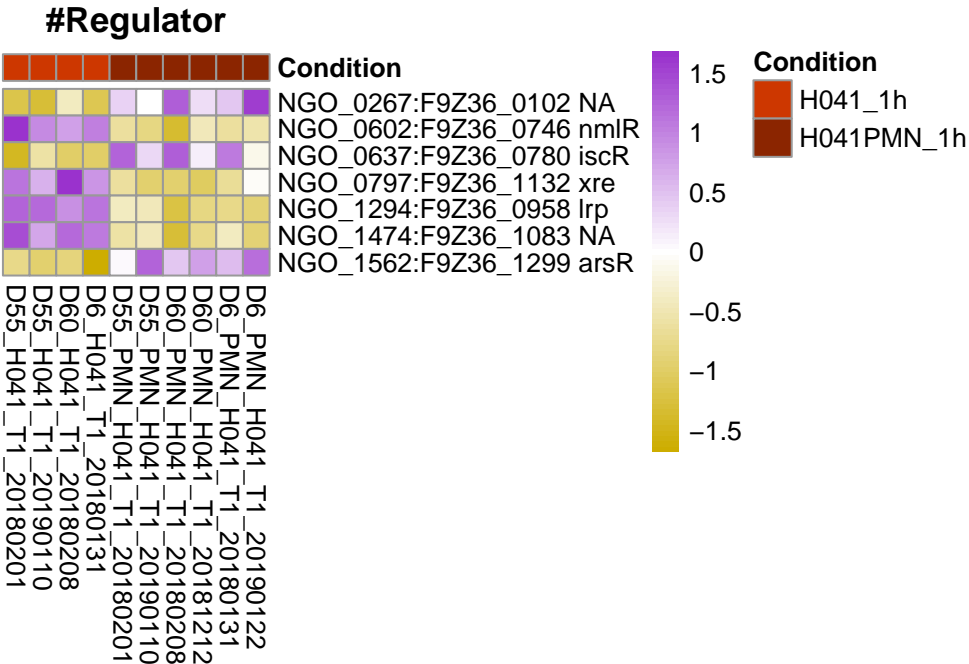 #Regulator
Condition
NGO_0267:F9Z36_0102 NA
NGO_0602:F9Z36_0746 nmlR
NGO_0637:F9Z36_0780 iscR
NGO_0797:F9Z36_1132 xre
NGO_1294:F9Z36_0958 lrp
NGO_1474:F9Z36_1083 NA
NGO_1562:F9Z36_1299 arsR
D55_H041_T1_20180201
D55_H041_T1_20190110
D60_H041_T1_20180208
D6_H041_T1_20180131
D55_PMN_H041_T1_20180201
D55_PMN_H041_T1_20190110
D60_PMN_H041_T1_20180208
D60_PMN_H041_T1_20181212
D6_PMN_H041_T1_20180131
D6_PMN_H041_T1_20190122
1.5
1
0.5
0
−0.5
−1
−1.5
Condition
H041_1h
H041PMN_1h